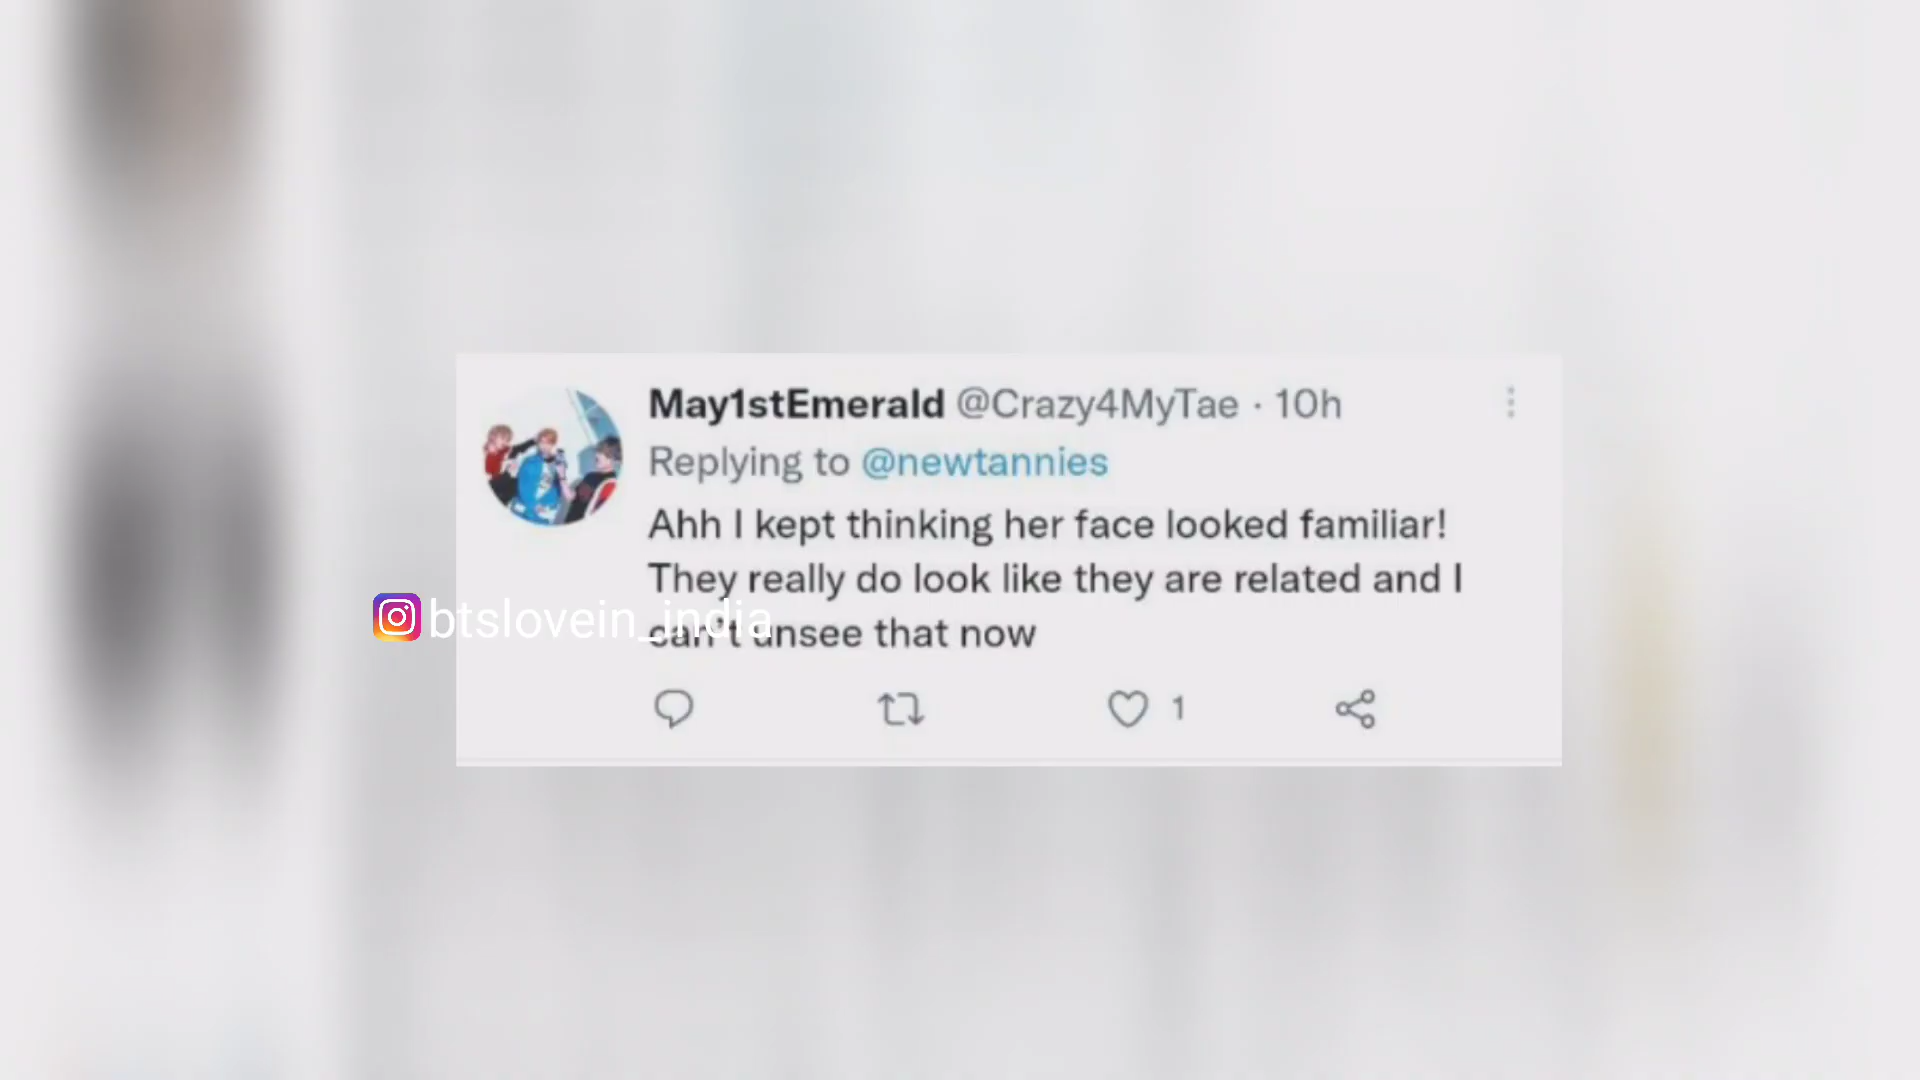 May1stEmerald @Crazy4MyTae · 10h
Replying to @newtannies
Ahh I kept thinking her face looked familiar!
They really do look like they are related and I
can't unsee that now
btslovein_india
1